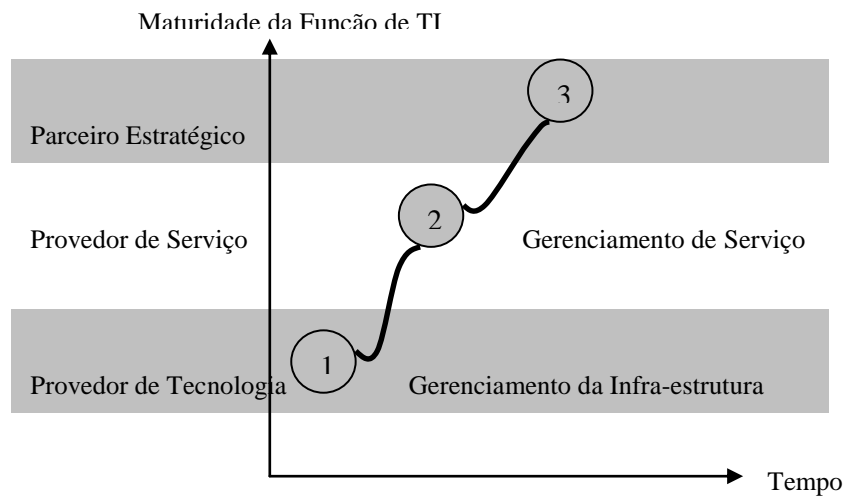 Maturidade da Função de TI
3
Parceiro Estratégico
2
Provedor de Serviço
Gerenciamento de Serviço
1
Provedor de Tecnologia
Gerenciamento da Infra-estrutura
Tempo